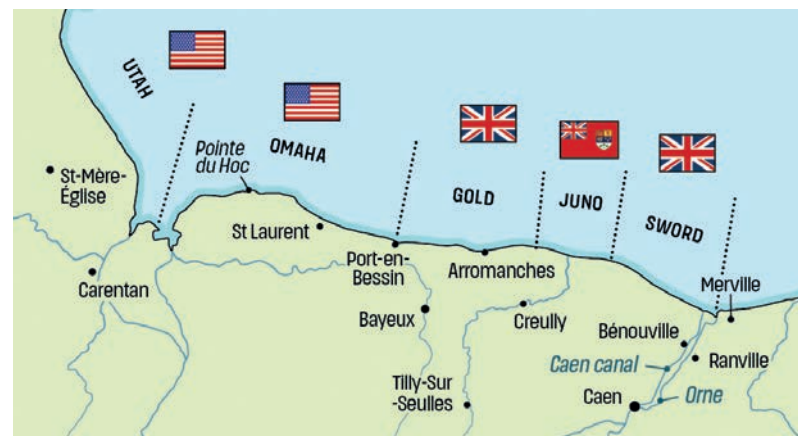 UTAH
OMAHA
GOLD
JUNO
SWORD
Pointe
du Hoc
St-Mère-
Église
St Laurent
Carentan
Port-en-
Bessin
Arromanches
Merville
Bayeux
Creully
Bénouville
Caen canal
Ranville
Tilly-Sur
-Seulles
Caen
Orne